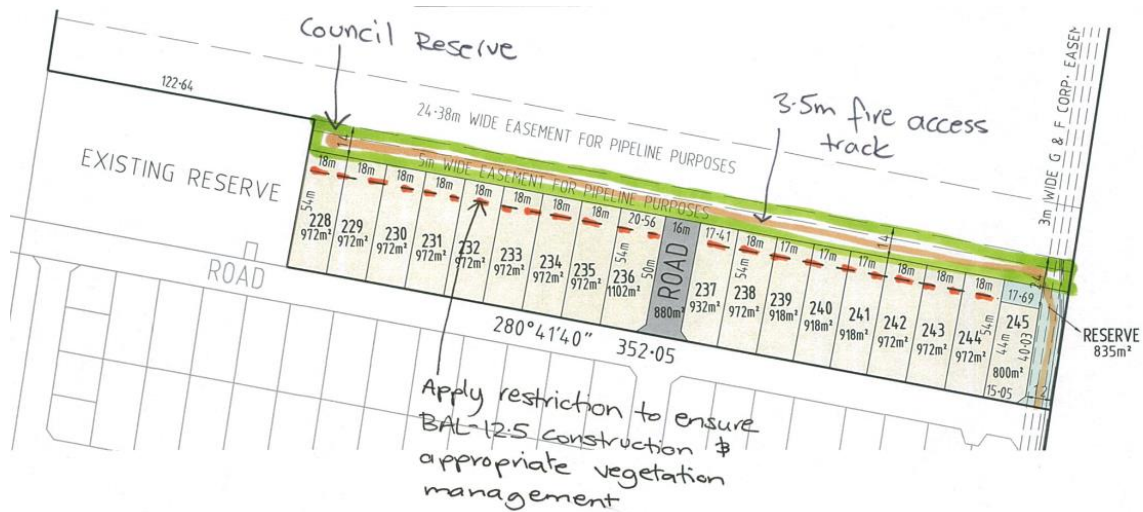 Council Reserve
122·64
24·38m WIDE EASEMENT FOR PIPELINE PURPOSES
3·5m fire access
track
3m WIDE G & F CORP. EASEM
14
EXISTING RESERVE
5m WIDE EASEMENT FOR PIPELINE PURPOSES
18m
18m
18m
18m
18m
18m
18m
18m
20·56
16m
17·41
18m
17m
17m
17m
18m
18m
18m
17·69
14
24
54m
228
972m²
229
972m²
230
972m²
231
972m²
232
972m²
233
972m²
234
972m²
235
972m²
54m
236
1102m²
50m
ROAD
880m²
237
932m²
54m
238
972m²
239
918m²
240
918m²
241
918m²
242
972m²
243
972m²
244
972m²
54m
44m
245
800m²
40·03
15·05
12
RESERVE
835m²
ROAD
280°41'40" 352·05
Apply restriction to ensure
BAL-12·5 construction &
appropriate vegetation
management